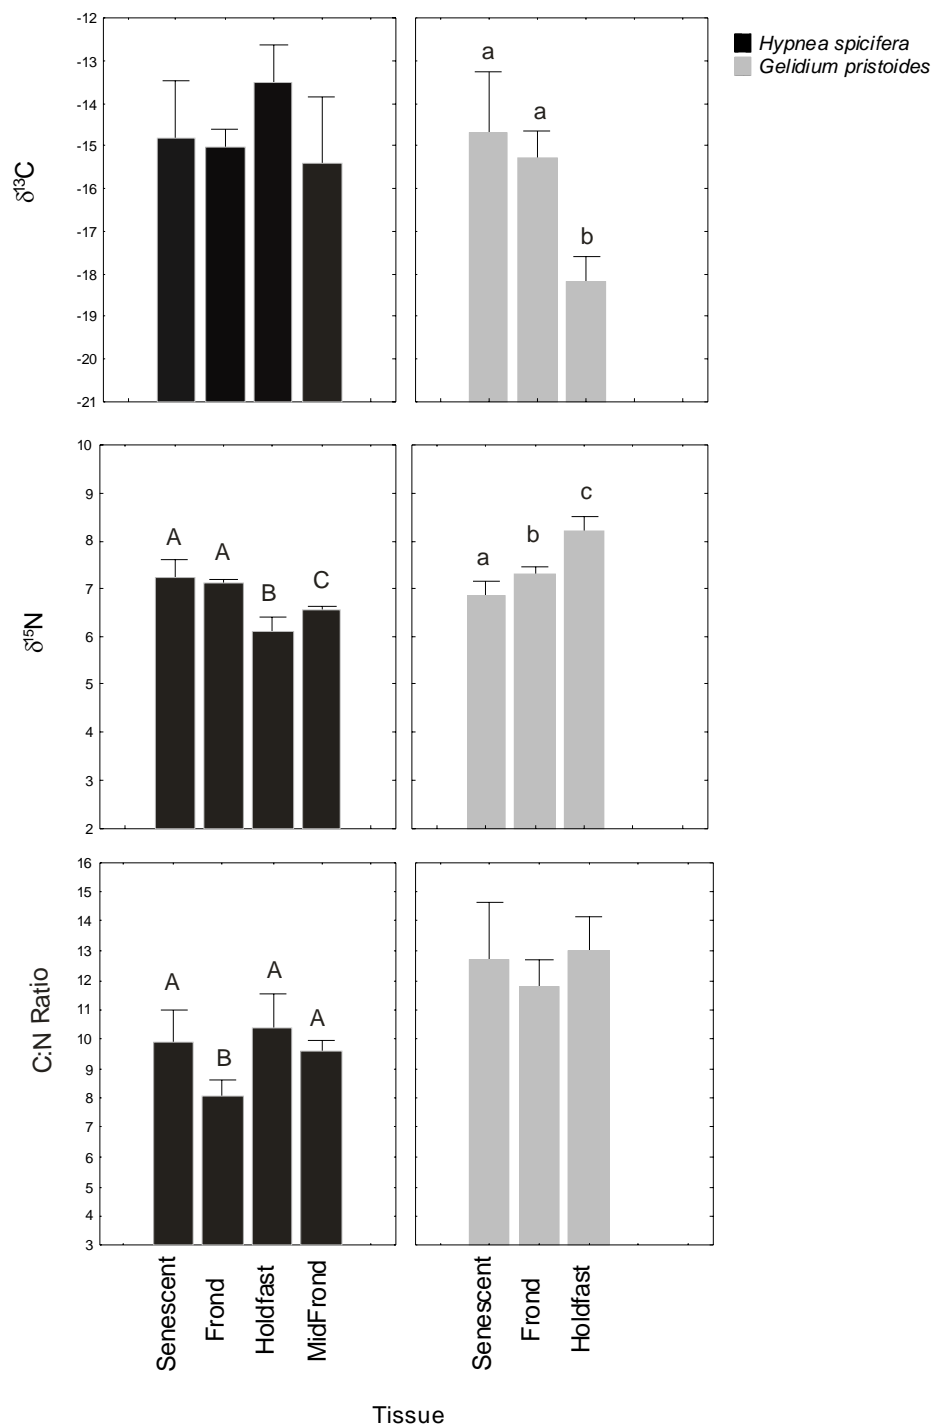 Hypnea spicifera
Gelidium pristoides
-12
-13
-14
-15
-16
-17
-18
-19
-20
-21
δ¹³C
a
a
b
10
9
8
7
6
5
4
3
2
δ¹⁵N
A
A
B
C
a
b
c
16
15
14
13
12
11
10
9
8
7
6
5
4
3
C:N Ratio
A
B
A
A
Senescent
Frond
Holdfast
MidFrond
Senescent
Frond
Holdfast
Tissue